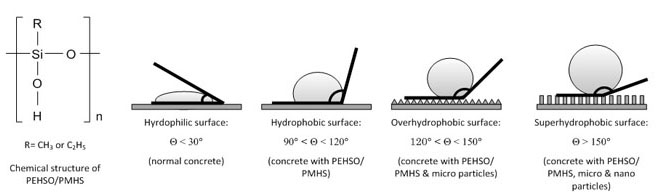 R
Si
O
O
H
n
R= CH₃ or C₂H₅
Chemical structure of
PEHSO/PMHS
Hydrophilic surface:
Θ < 30°
(normal concrete)
Hydrophobic surface:
90° < Θ < 120°
(concrete with PEHSO/
PMHS)
Overhydrophobic surface:
120° < Θ < 150°
(concrete with PEHSO/
PMHS & micro particles)
Superhydrophobic surface:
Θ > 150°
(concrete with PEHSO/
PMHS, micro & nano
particles)